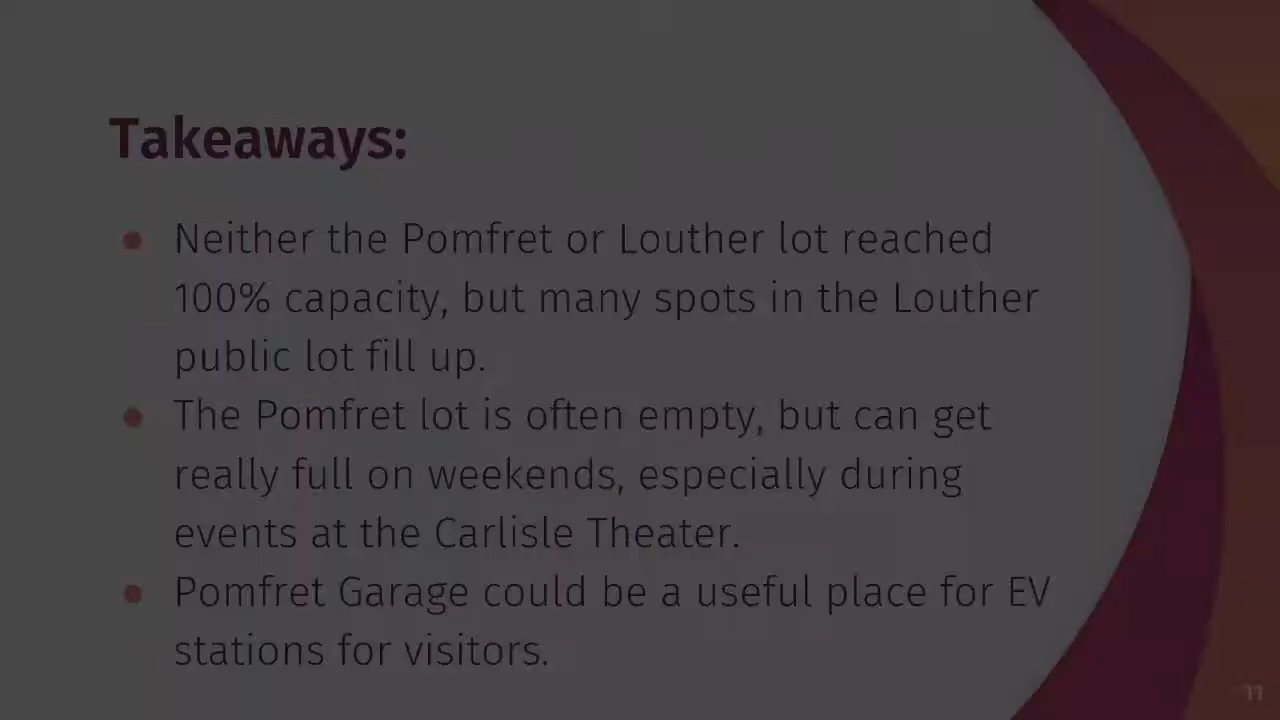 Takeaways:
● Neither the Pomfret or Louther lot reached
100% capacity, but many spots in the Louther
public lot fill up.
● The Pomfret lot is often empty, but can get
really full on weekends, especially during
events at the Carlisle Theater.
● Pomfret Garage could be a useful place for EV
stations for visitors.
11